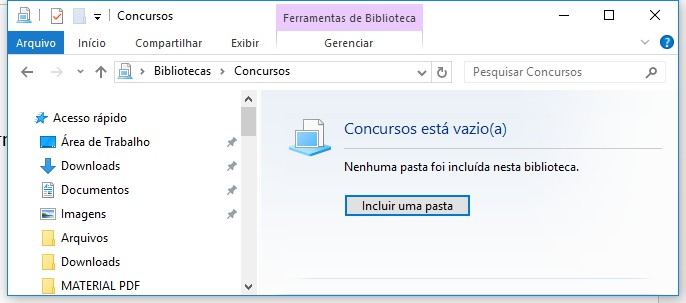 Concursos
Ferramentas de Biblioteca
Arquivo Início Compartilhar Exibir Gerenciar
Bibliotecas Concursos
Pesquisar Concursos
Acesso rápido
Área de Trabalho
Downloads
Documentos
Imagens
Arquivos
Downloads
MATERIAL PDF
Concursos está vazio(a)
Nenhuma pasta foi incluída nesta biblioteca.
Incluir uma pasta